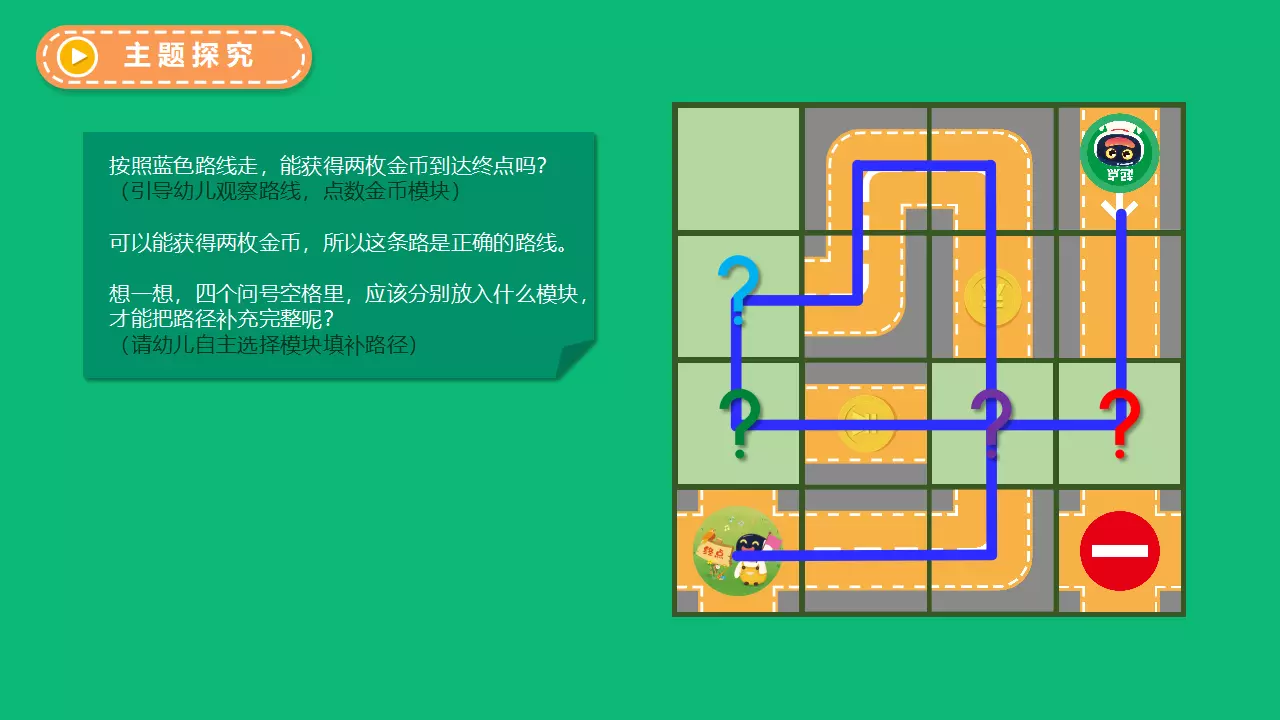 主题探究
按照蓝色路线走，能获得两枚金币到达终点吗？
（引导幼儿观察路线，点数金币模块）
可以能获得两枚金币，所以这条路是正确的路线。
想一想，四个问号空格里，应该分别放入什么模块，
才能把路径补充完整呢？
（请幼儿自主选择模块填补路径）
起点
?
?
?
?
终点